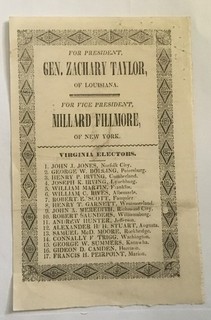 FOR PRESIDENT,
GEN. ZACHARY TAYLOR,
OF LOUISIANA.
FOR VICE PRESIDENT,
MILLARD FILLMORE,
OF NEW YORK.
VIRGINIA ELECTORS.
1. JOHN J. JONES, Norfolk City.
2. GEORGE W. BOLLING, Petersburg.
3. HENRY P. IRVING, Cumberland.
4. JOSEPH K. IRVING, Lynchburg.
5. WILLIAM MARTIN, Franklin.
6. WILLIAM C. RIVES, Albemarle.
7. ROBERT E. SCOTT, Fauquier.
8. HENRY T. GARNETT, Westmoreland.
9. JOHN A. MEREDITH, Richmond City.
10. ROBERT SAUNDERS, Williamsburg.
11. ANDREW HUNTER, Jefferson.
12. ALEXANDER H. H. STUART, Augusta.
13. SAMUEL McD. MOORE, Rockbridge.
14. CONNALLY F. TRIGG, Washington.
15. GEORGE W. SUMMERS, Kanawha.
16. GIDEON D. CAMDEN, Harrison.
17. FRANCIS H. PEIRPOINT, Marion.